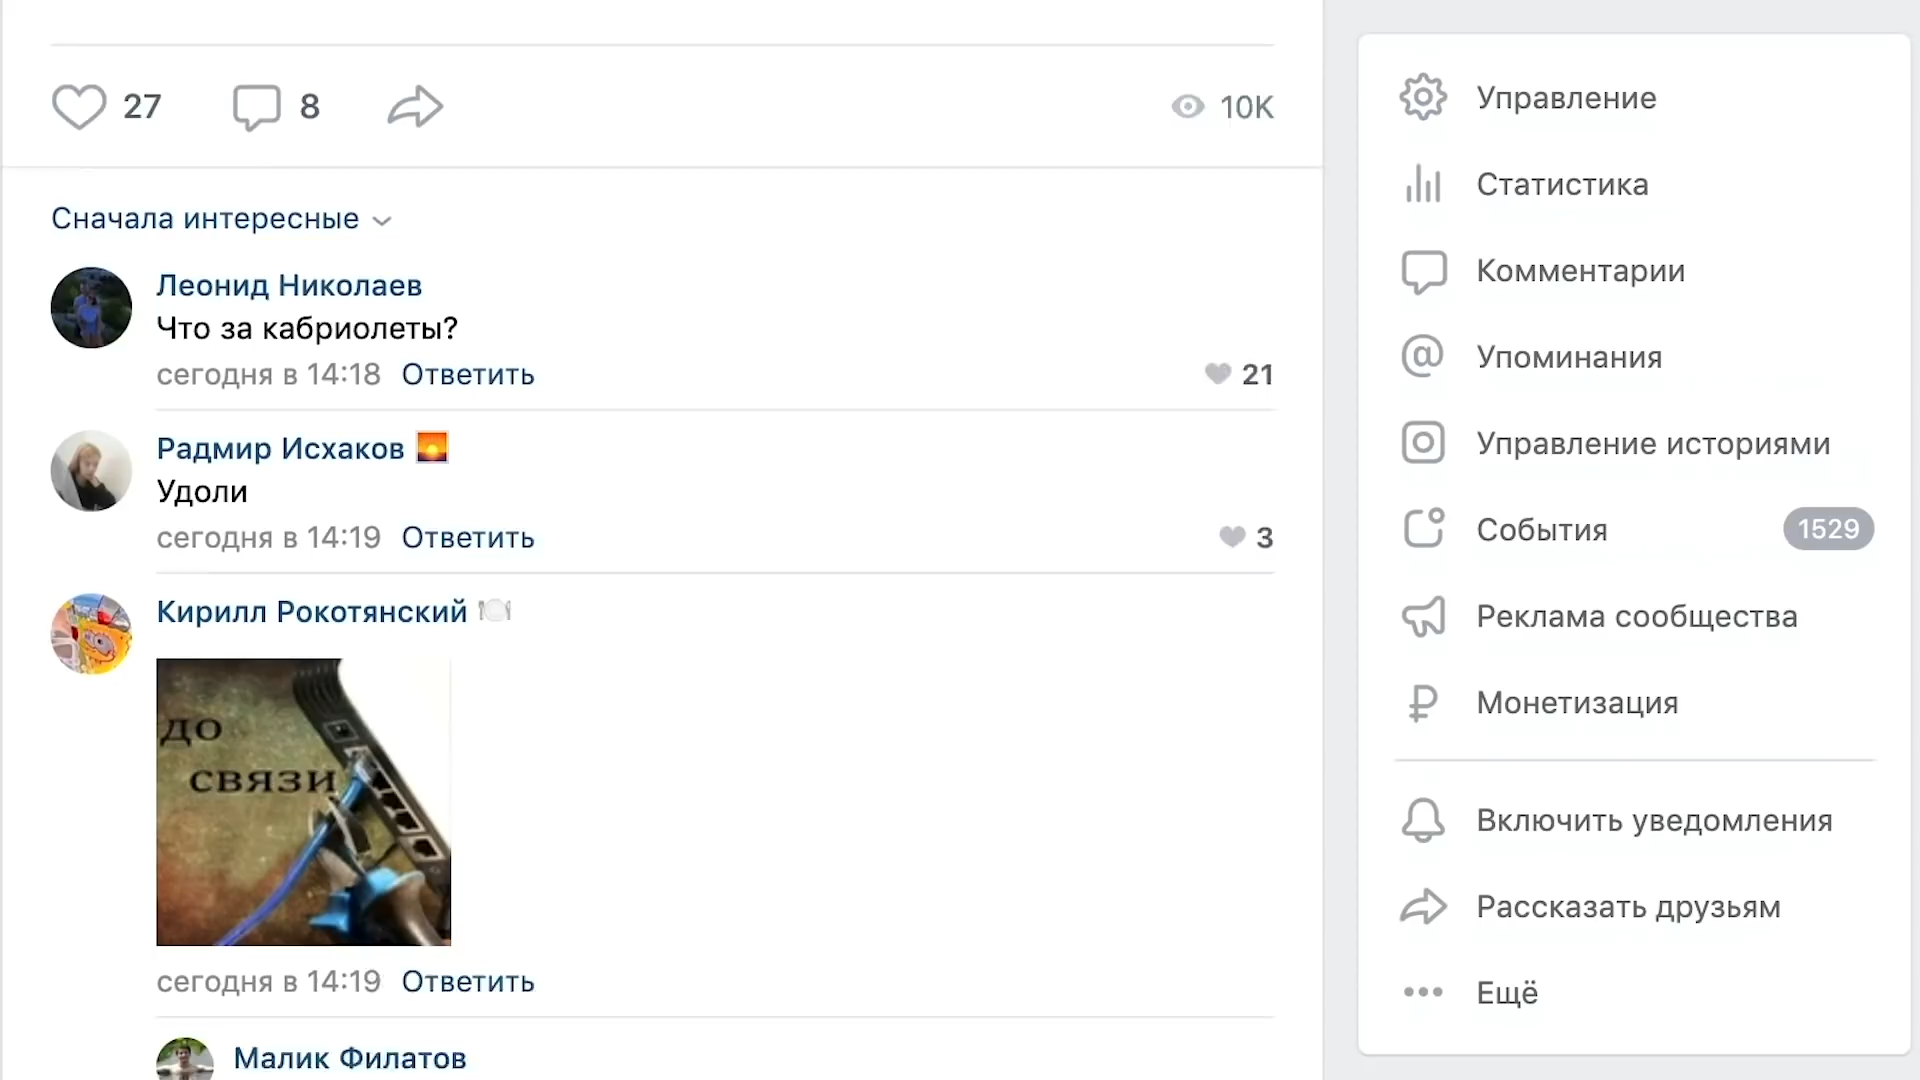 27
8
10K
Сначала интересные
Леонид Николаев
Что за кабриолеты?
сегодня в 14:18 Ответить
21
Радмир Исхаков
Удоли
сегодня в 14:19 Ответить
3
Кирилл Рокотянский
до
связи
сегодня в 14:19 Ответить
Малик Филатов
Управление
Статистика
Комментарии
Упоминания
Управление историями
События 1529
Реклама сообщества
Монетизация
Включить уведомления
Рассказать друзьям
Ещё